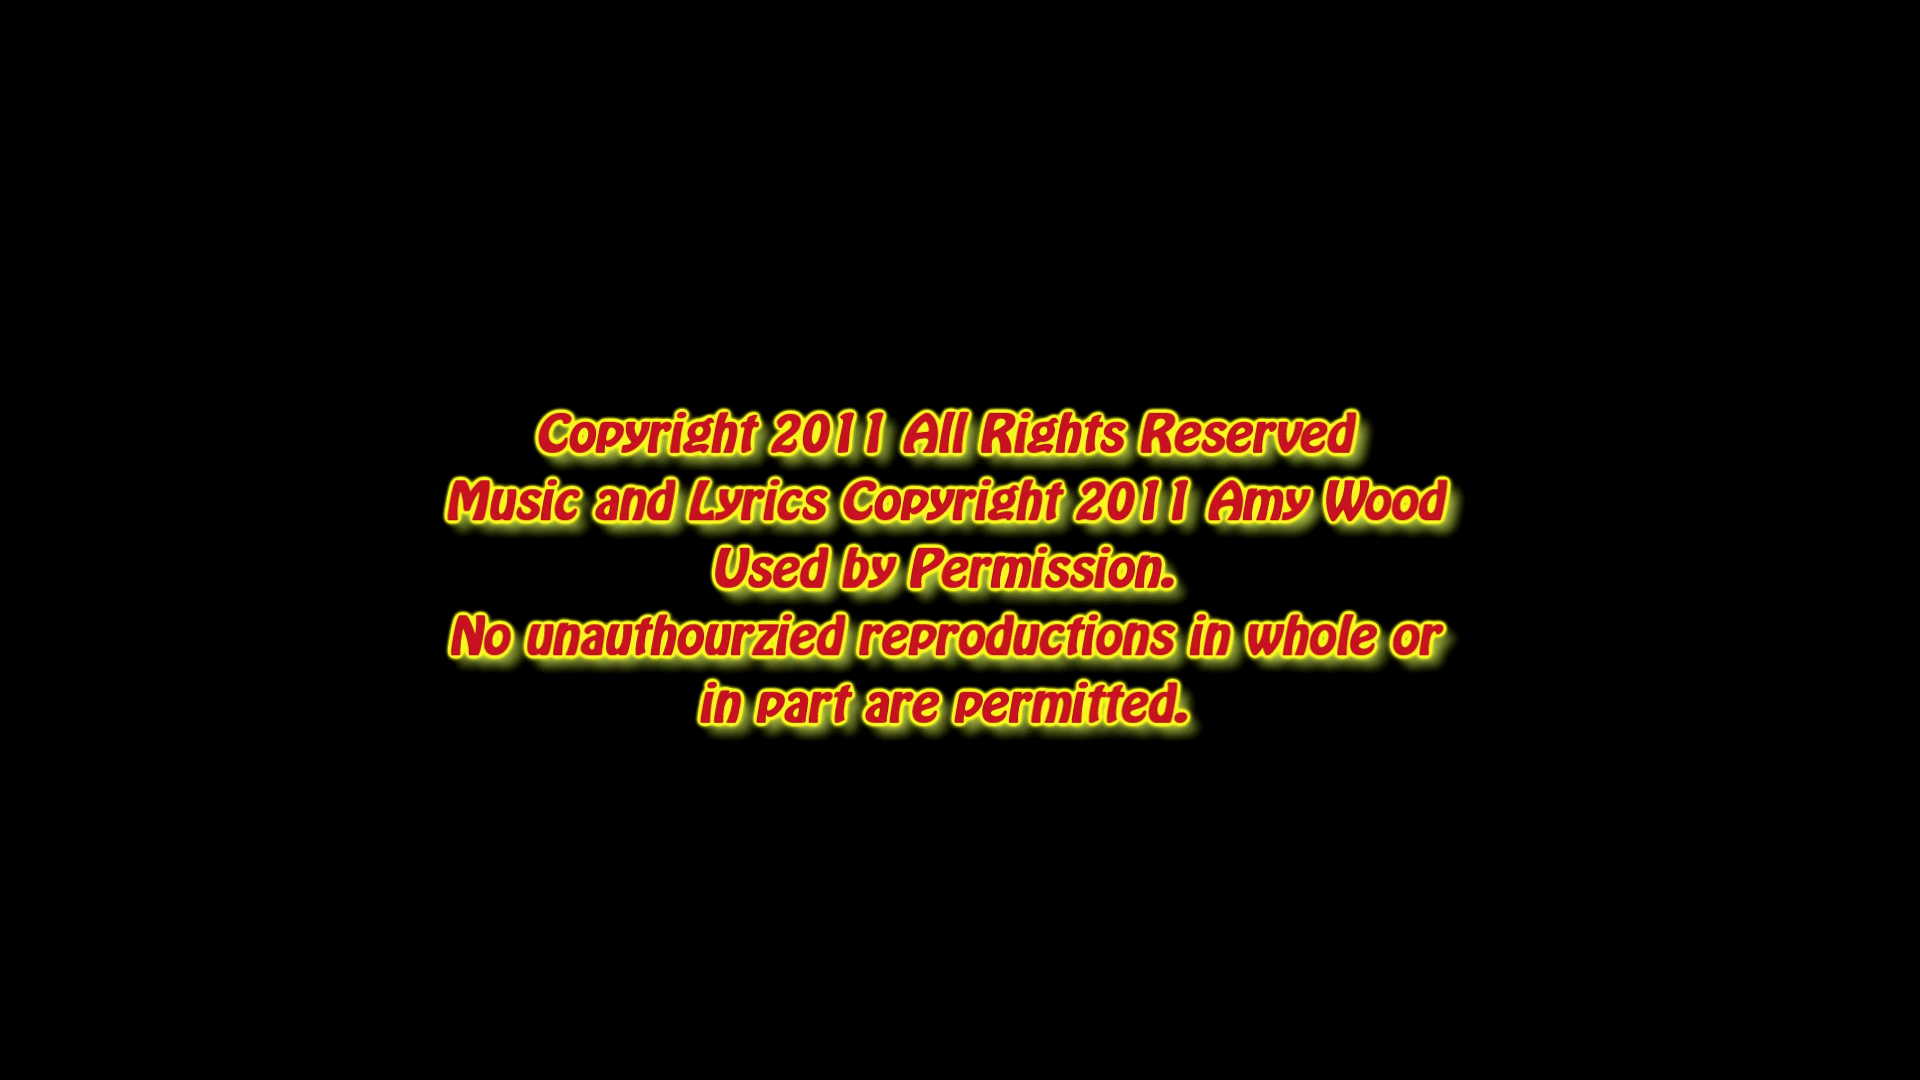 Copyright 2011 All Rights Reserved
Music and Lyrics Copyright 2011 Amy Wood
Used by Permission.
No unauthourzied reproductions in whole or
in part are permitted.